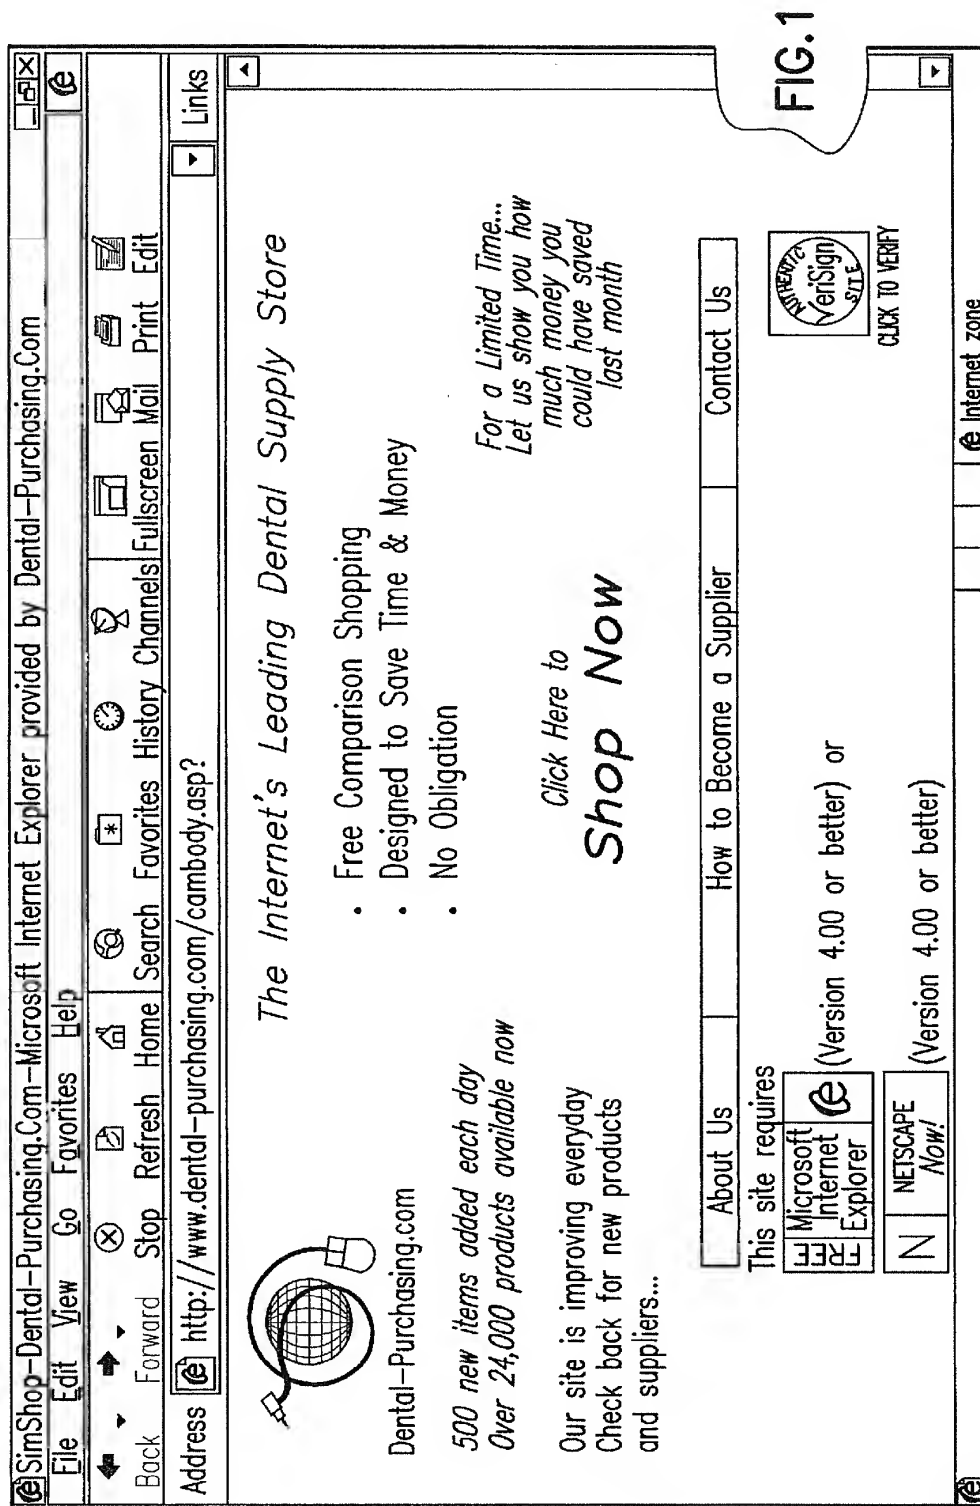 SimShop-Dental-Purchasing.Com-Microsoft Internet Explorer provided by Dental-Purchasing.Com
File Edit View Go Favorites Help
Back Forward Stop Refresh Home Search Favorites History Channels Fullscreen Mail Print Edit
Address http://www.dental-purchasing.com/cambody.asp? Links
The Internet's Leading Dental Supply Store
Dental-Purchasing.com
• Free Comparison Shopping
• Designed to Save Time & Money
• No Obligation
500 new items added each day
Over 24,000 products available now
For a Limited Time...
Let us show you how
much money you
could have saved
last month
Our site is improving everyday
Check back for new products
and suppliers...
Click Here to
Shop Now
About Us How to Become a Supplier Contact Us
This site requires
FREE Microsoft Internet Explorer (Version 4.00 or better) or
N NETSCAPE Now! (Version 4.00 or better)
AUTHENTIC
VeriSign
SITE
CLICK TO VERIFY
Internet zone
FIG.1